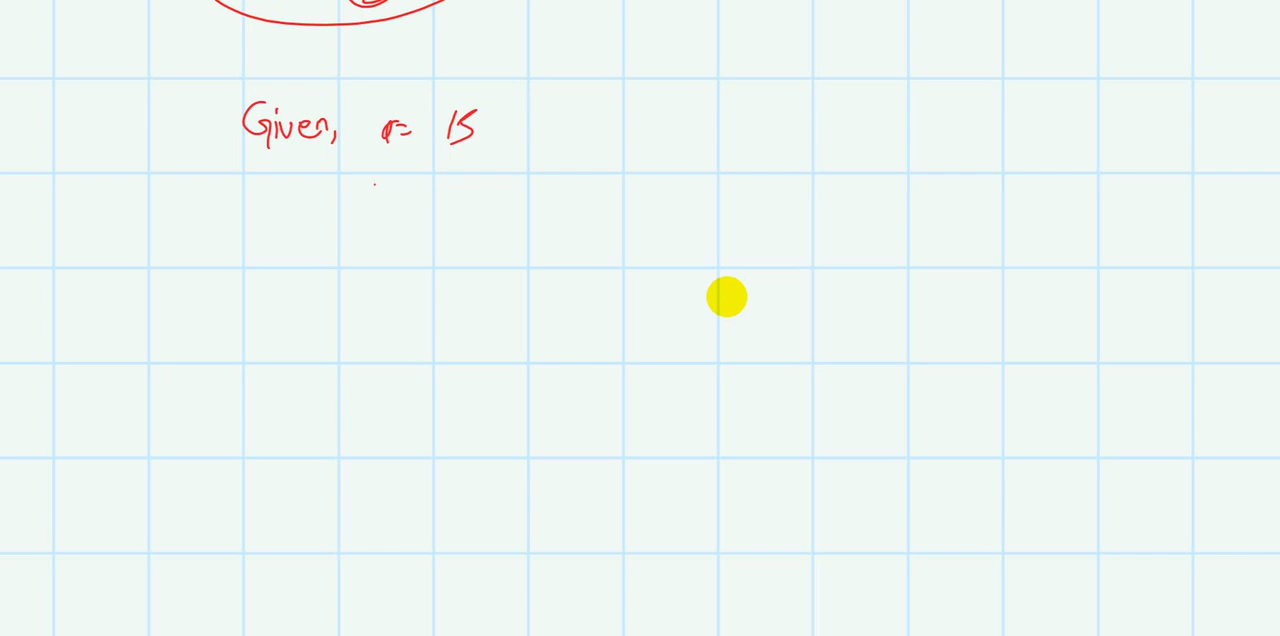 Given, σ = 15